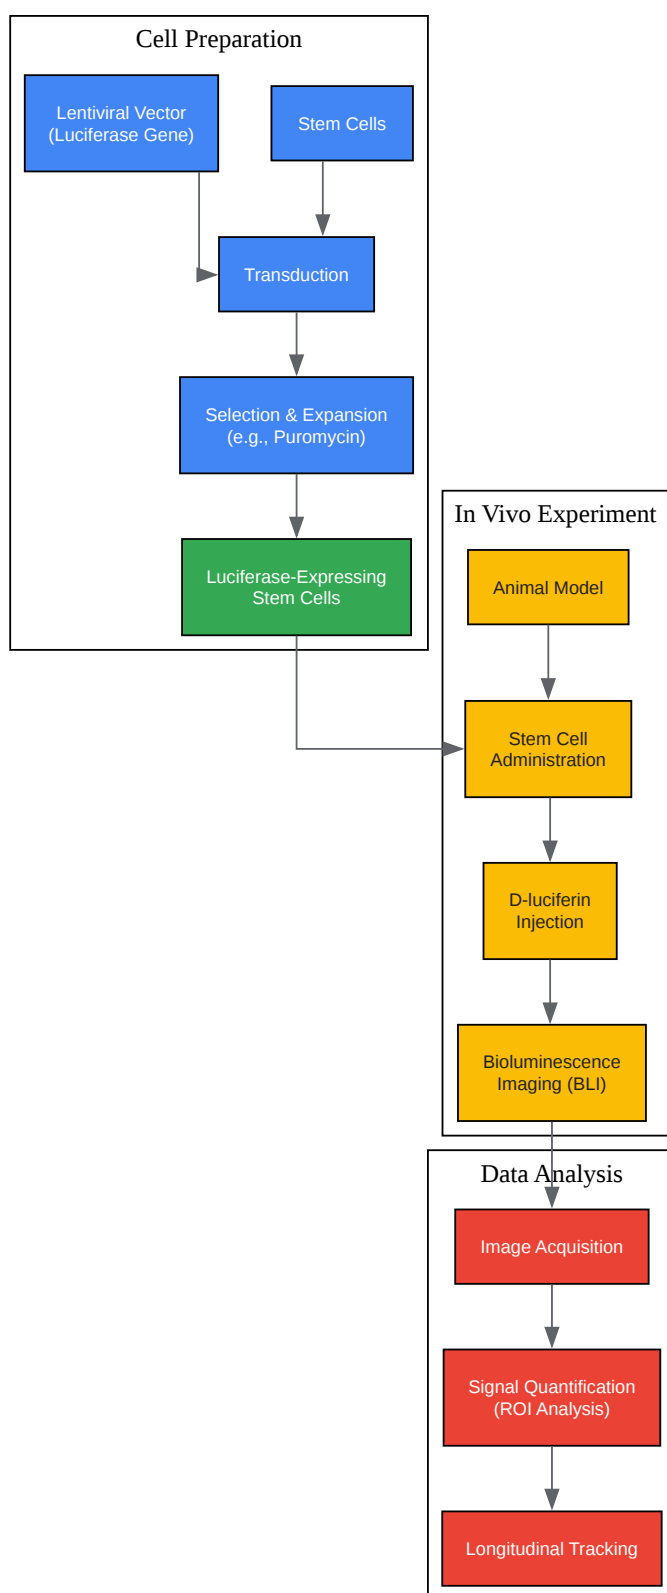 Cell Preparation
Lentiviral Vector
(Luciferase Gene)
Stem Cells
Transduction
Selection & Expansion
(e.g., Puromycin)
Luciferase-Expressing
Stem Cells
In Vivo Experiment
Animal Model
Stem Cell
Administration
D-luciferin
Injection
Bioluminescence
Imaging (BLI)
Data Analysis
Image Acquisition
Signal Quantification
(ROI Analysis)
Longitudinal Tracking